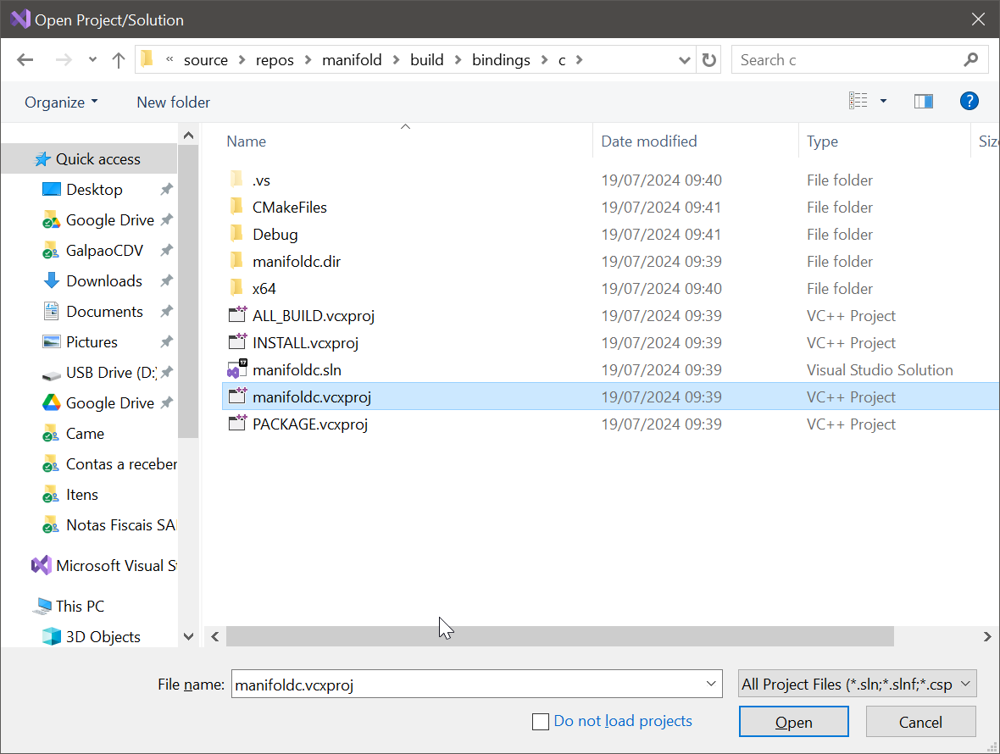 Open Project/Solution
« source > repos > manifold > build > bindings > c >
Search c
Organize
New folder
Name
Date modified
Type
Siz
Quick access
Desktop
Google Drive
GalpaoCDV
Downloads
Documents
Pictures
USB Drive (D:)
Google Drive
Came
Contas a receber
Itens
Notas Fiscais SA
Microsoft Visual S
This PC
3D Objects
.vs 19/07/2024 09:40 File folder
CMakeFiles 19/07/2024 09:41 File folder
Debug 19/07/2024 09:41 File folder
manifoldc.dir 19/07/2024 09:39 File folder
x64 19/07/2024 09:40 File folder
ALL_BUILD.vcxproj 19/07/2024 09:39 VC++ Project
INSTALL.vcxproj 19/07/2024 09:39 VC++ Project
manifoldc.sln 19/07/2024 09:39 Visual Studio Solution
manifoldc.vcxproj 19/07/2024 09:39 VC++ Project
PACKAGE.vcxproj 19/07/2024 09:39 VC++ Project
File name: manifoldc.vcxproj
All Project Files (*.sln;*.slnf;*.csp
Do not load projects
Open
Cancel